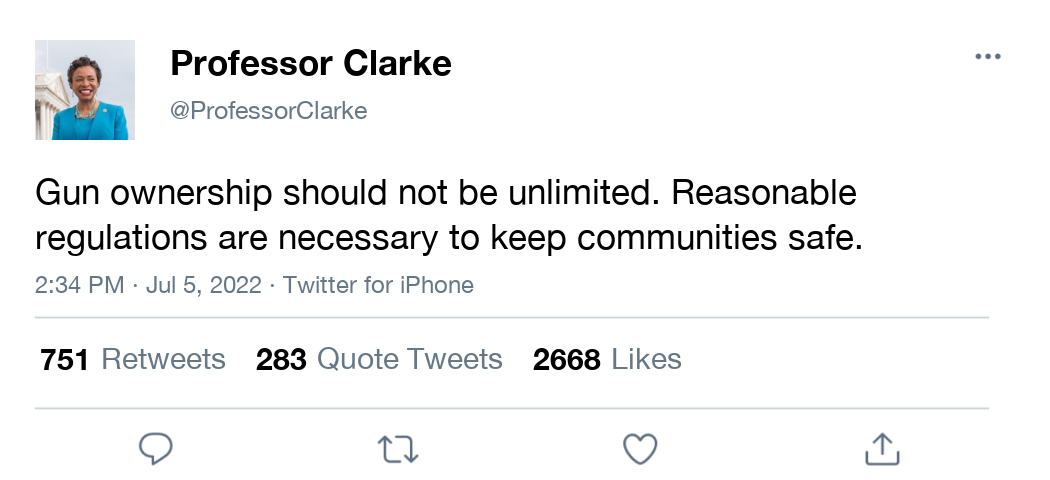 Professor Clarke
@ProfessorClarke
Gun ownership should not be unlimited. Reasonable
regulations are necessary to keep communities safe.
2:34 PM · Jul 5, 2022 · Twitter for iPhone
751 Retweets 283 Quote Tweets 2668 Likes